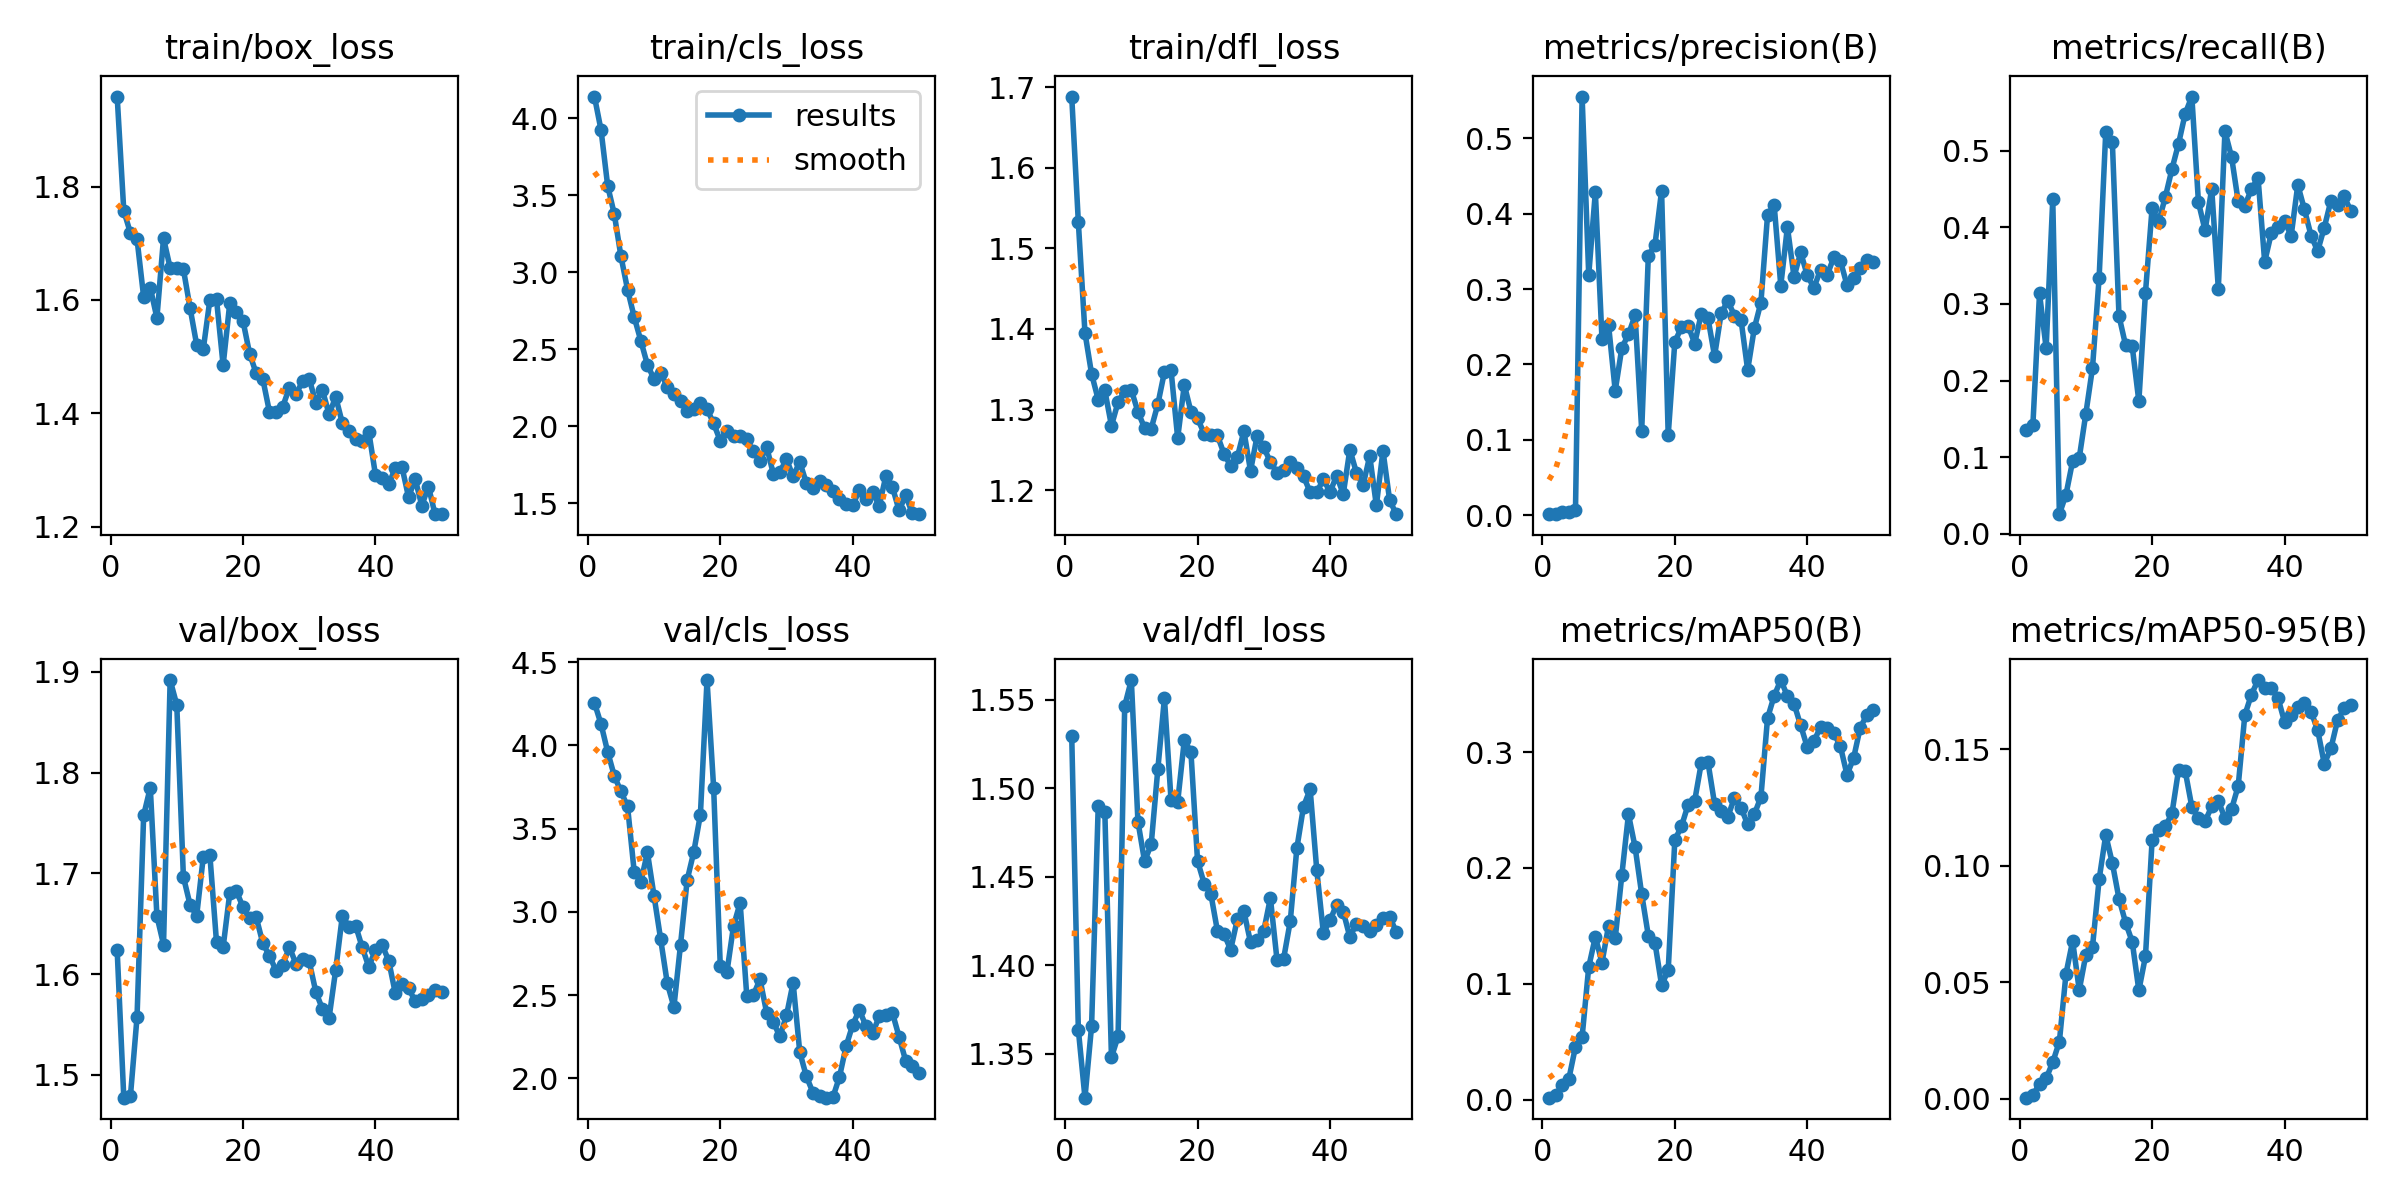 train/box_loss
1.8
1.6
1.4
1.2
0 20 40
train/cls_loss
results
smooth
4.0
3.5
3.0
2.5
2.0
1.5
0 20 40
train/dfl_loss
1.7
1.6
1.5
1.4
1.3
1.2
0 20 40
metrics/precision(B)
0.5
0.4
0.3
0.2
0.1
0.0
0 20 40
metrics/recall(B)
0.5
0.4
0.3
0.2
0.1
0.0
0 20 40
val/box_loss
1.9
1.8
1.7
1.6
1.5
0 20 40
val/cls_loss
4.5
4.0
3.5
3.0
2.5
2.0
0 20 40
val/dfl_loss
1.55
1.50
1.45
1.40
1.35
0 20 40
metrics/mAP50(B)
0.3
0.2
0.1
0.0
0 20 40
metrics/mAP50-95(B)
0.15
0.10
0.05
0.00
0 20 40